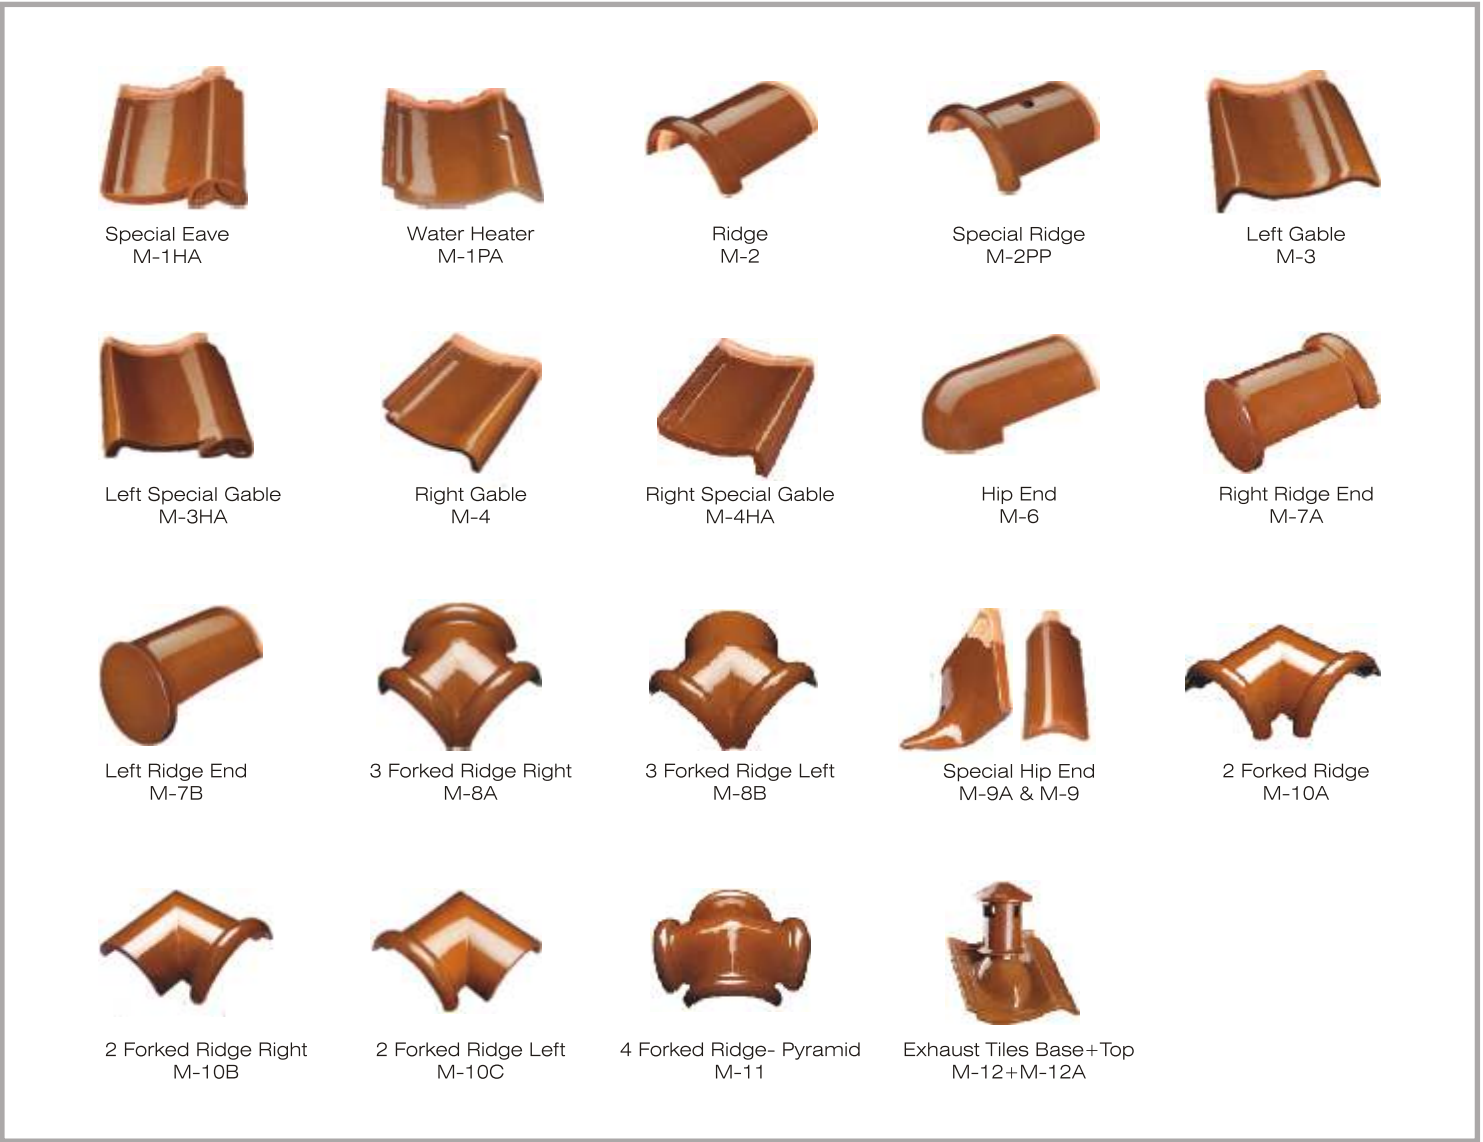 Special Eave
M-1HA
Water Heater
M-1PA
Ridge
M-2
Special Ridge
M-2PP
Left Gable
M-3
Left Special Gable
M-3HA
Right Gable
M-4
Right Special Gable
M-4HA
Hip End
M-6
Right Ridge End
M-7A
Left Ridge End
M-7B
3 Forked Ridge Right
M-8A
3 Forked Ridge Left
M-8B
Special Hip End
M-9A & M-9
2 Forked Ridge
M-10A
2 Forked Ridge Right
M-10B
2 Forked Ridge Left
M-10C
4 Forked Ridge- Pyramid
M-11
Exhaust Tiles Base+Top
M-12+M-12A